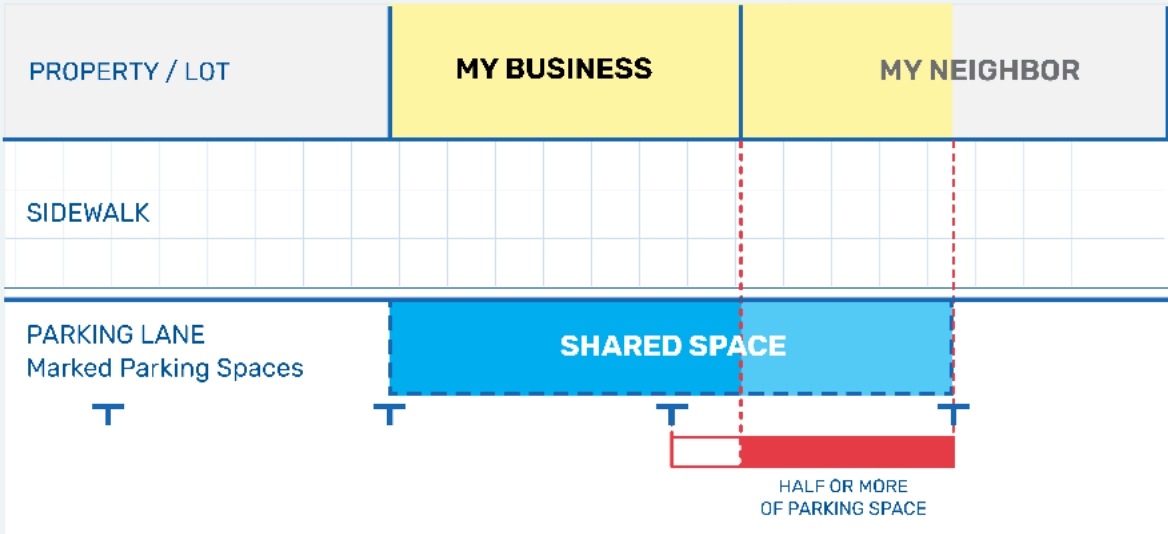 PROPERTY / LOT
MY BUSINESS
MY NEIGHBOR
SIDEWALK
PARKING LANE
Marked Parking Spaces
SHARED SPACE
HALF OR MORE
OF PARKING SPACE